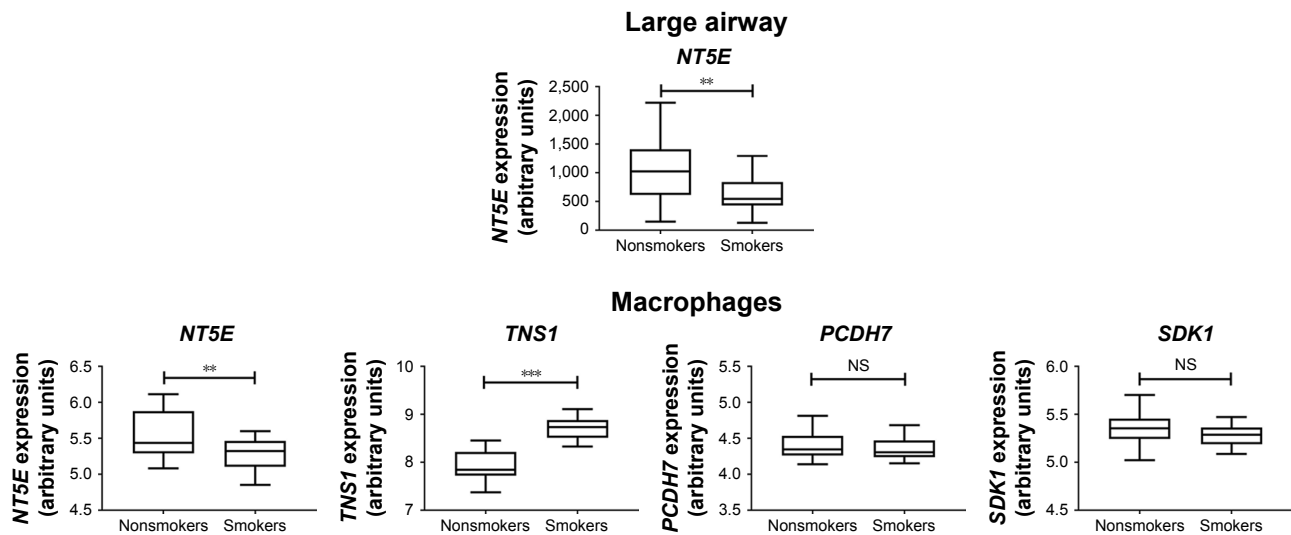 Large airway
NT5E
NT5E expression
(arbitrary units)
2,500
2,000
1,500
1,000
500
0
**
Nonsmokers Smokers
Macrophages
NT5E
NT5E expression
(arbitrary units)
6.5
6.0
5.5
5.0
4.5
**
Nonsmokers Smokers
TNS1
TNS1 expression
(arbitrary units)
10
9
8
7
***
Nonsmokers Smokers
PCDH7
PCDH7 expression
(arbitrary units)
5.5
5.0
4.5
4.0
3.5
NS
Nonsmokers Smokers
SDK1
SDK1 expression
(arbitrary units)
6.0
5.5
5.0
4.5
NS
Nonsmokers Smokers